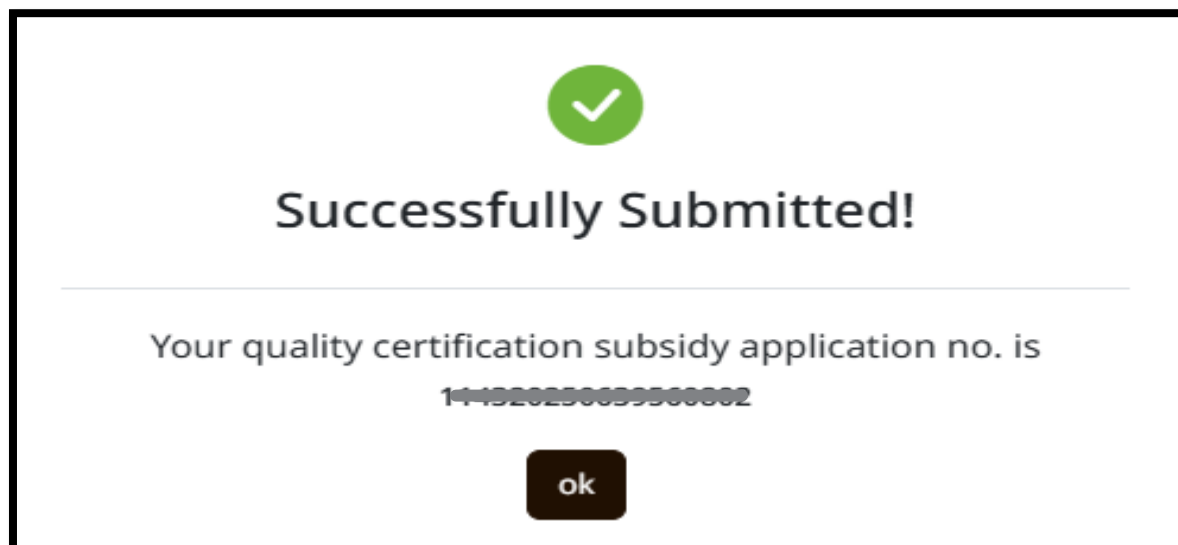 Successfully Submitted!
Your quality certification subsidy application no. is
ok